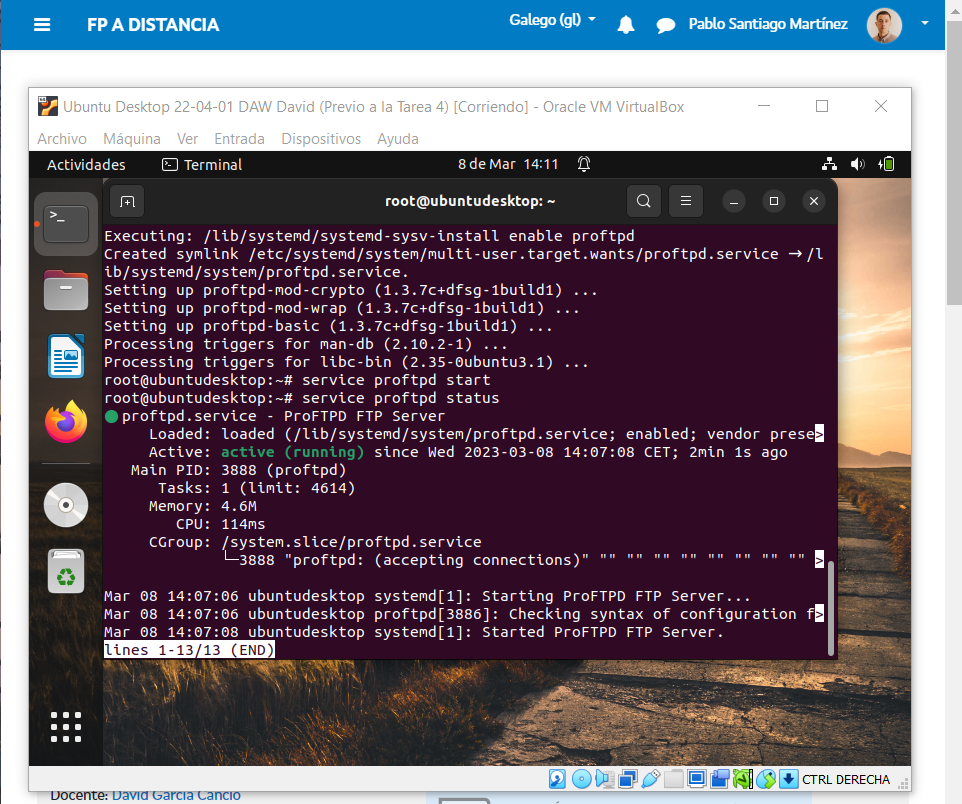 FP A DISTANCIA
Galego (gl)
Pablo Santiago Martínez
Ubuntu Desktop 22-04-01 DAW David (Previo a la Tarea 4) [Corriendo] - Oracle VM VirtualBox
Archivo Máquina Ver Entrada Dispositivos Ayuda
Actividades Terminal 8 de Mar 14:11
root@ubuntudesktop: ~
Executing: /lib/systemd/systemd-sysv-install enable proftpd
Created symlink /etc/systemd/system/multi-user.target.wants/proftpd.service → /l
ib/systemd/system/proftpd.service.
Setting up proftpd-mod-crypto (1.3.7c+dfsg-1build1) ...
Setting up proftpd-mod-wrap (1.3.7c+dfsg-1build1) ...
Setting up proftpd-basic (1.3.7c+dfsg-1build1) ...
Processing triggers for man-db (2.10.2-1) ...
Processing triggers for libc-bin (2.35-0ubuntu3.1) ...
root@ubuntudesktop:~# service proftpd start
root@ubuntudesktop:~# service proftpd status
● proftpd.service - ProFTPD FTP Server
Loaded: loaded (/lib/systemd/system/proftpd.service; enabled; vendor prese>
Active: active (running) since Wed 2023-03-08 14:07:08 CET; 2min 1s ago
Main PID: 3888 (proftpd)
Tasks: 1 (limit: 4614)
Memory: 4.6M
CPU: 114ms
CGroup: /system.slice/proftpd.service
└─3888 "proftpd: (accepting connections)" "" "" "" "" "" "" "" "" >
Mar 08 14:07:06 ubuntudesktop systemd[1]: Starting ProFTPD FTP Server...
Mar 08 14:07:06 ubuntudesktop proftpd[3886]: Checking syntax of configuration f>
Mar 08 14:07:08 ubuntudesktop systemd[1]: Started ProFTPD FTP Server.
lines 1-13/13 (END)
CTRL DERECHA
Docente: David García Cancio